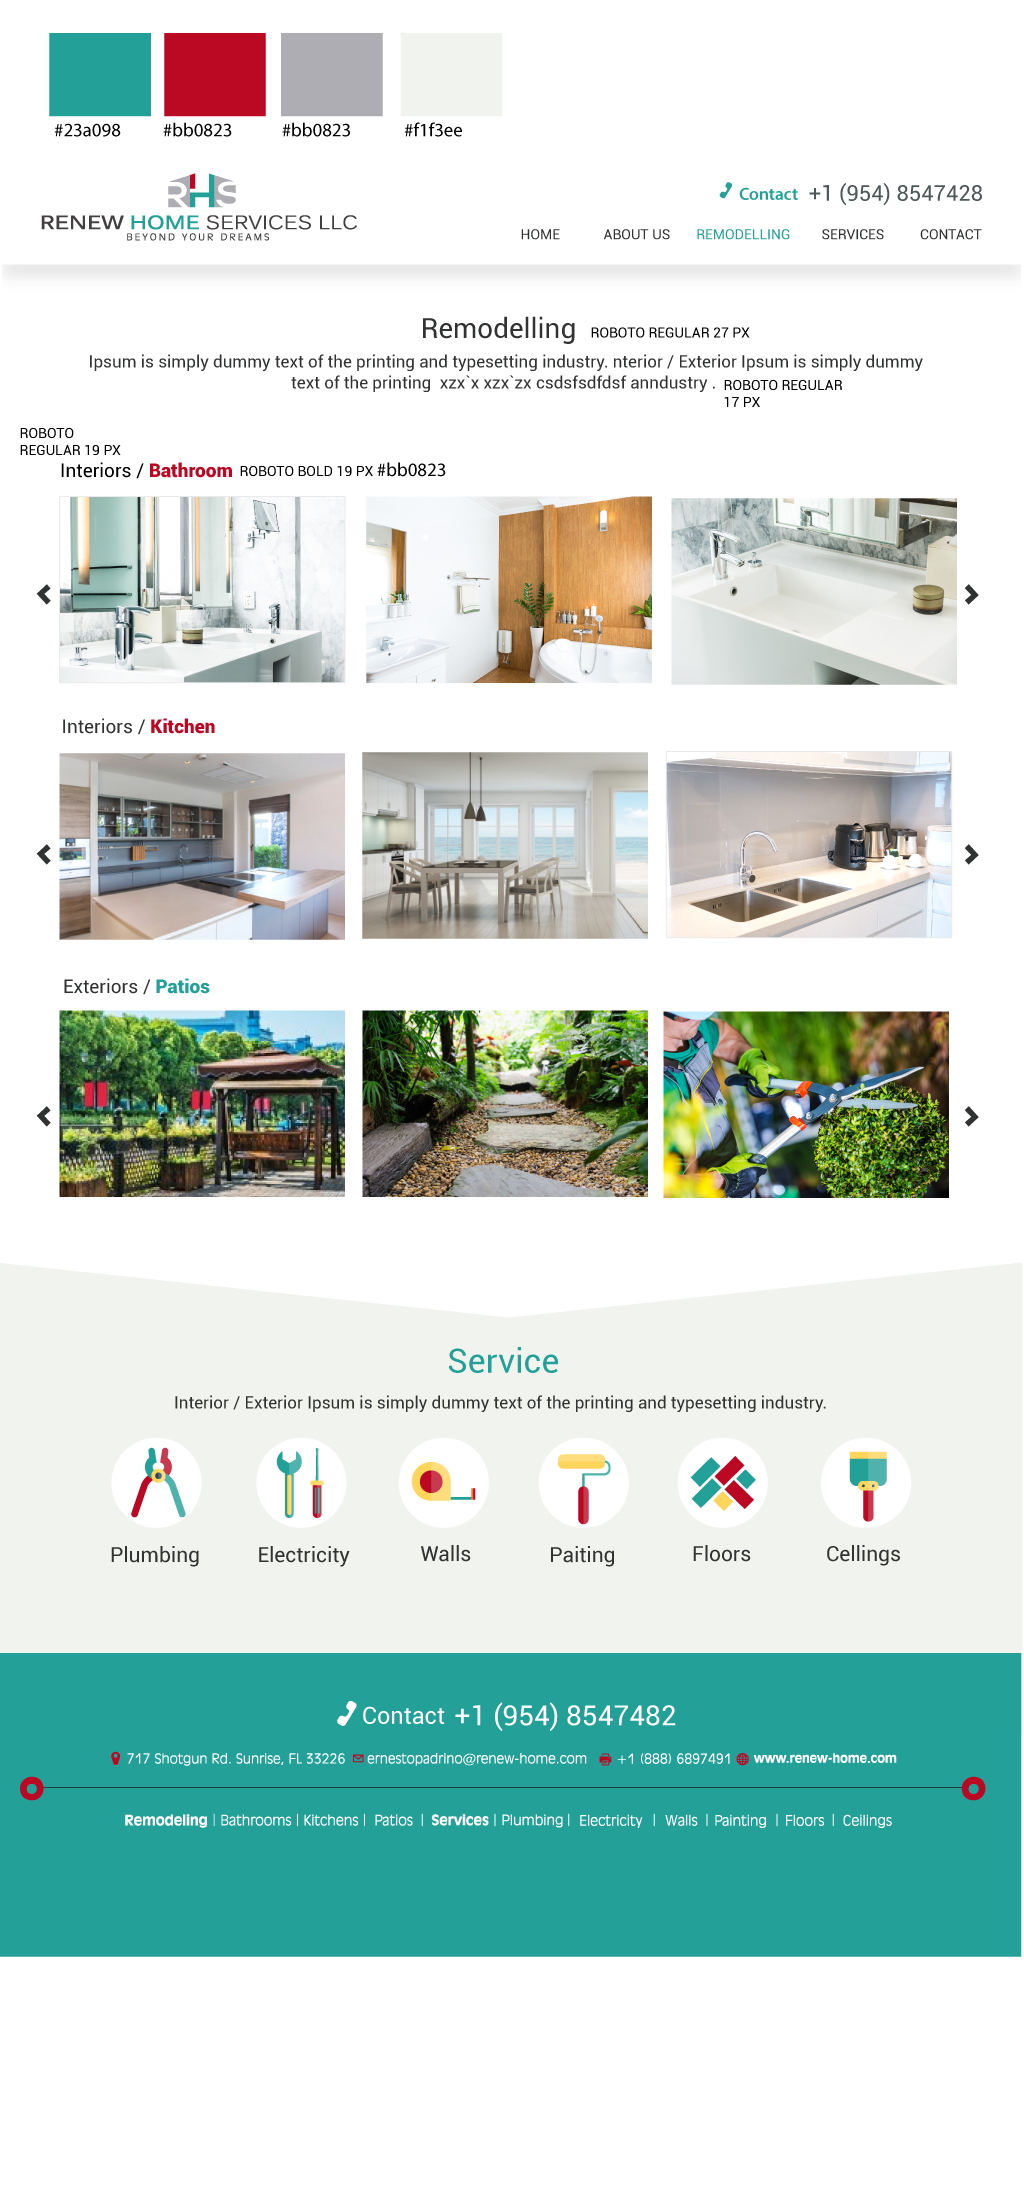 #23a098
#bb0823
#bb0823
#f1f3ee
RHS
RENEW HOME SERVICES LLC
BEYOND YOUR DREAMS
Contact +1 (954) 8547428
HOME ABOUT US REMODELLING SERVICES CONTACT
Remodelling ROBOTO REGULAR 27 PX
Ipsum is simply dummy text of the printing and typesetting industry. nterior / Exterior Ipsum is simply dummy
text of the printing xzx`x xzx`zx csdsfsdfdsf anndustry .
ROBOTO REGULAR
17 PX
ROBOTO
REGULAR 19 PX
Interiors / Bathroom ROBOTO BOLD 19 PX #bb0823
Interiors / Kitchen
Exteriors / Patios
Service
Interior / Exterior Ipsum is simply dummy text of the printing and typesetting industry.
Plumbing
Electricity
Walls
Paiting
Floors
Cellings
Contact +1 (954) 8547482
717 Shotgun Rd. Sunrise, FL 33226 ernestopadrino@renew-home.com +1 (888) 6897491 www.renew-home.com
Remodeling | Bathrooms | Kitchens | Patios | Services | Plumbing | Electricity | Walls | Painting | Floors | Ceilings